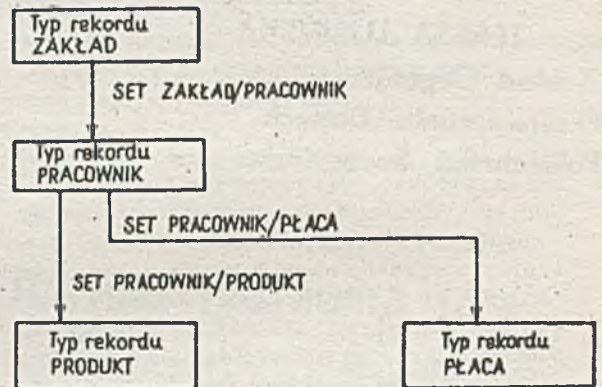 Typ rekordu
ZAKŁAD
SET ZAKŁAD/PRACOWNIK
Typ rekordu
PRACOWNIK
SET PRACOWNIK/PŁACA
SET PRACOWNIK/PRODUKT
Typ rekordu
PRODUKT
Typ rekordu
PŁACA